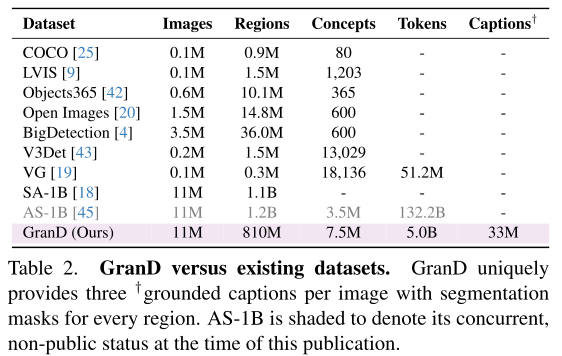 Dataset Images Regions Concepts Tokens Captions†
COCO [25] 0.1M 0.9M 80 - -
LVIS [9] 0.1M 1.5M 1,203 - -
Objects365 [42] 0.6M 10.1M 365 - -
Open Images [20] 1.5M 14.8M 600 - -
BigDetection [4] 3.5M 36.0M 600 - -
V3Det [43] 0.2M 1.5M 13,029 - -
VG [19] 0.1M 0.3M 18,136 51.2M -
SA-1B [18] 11M 1.1B - - -
AS-1B [45] 11M 1.2B 3.5M 132.2B -
GranD (Ours) 11M 810M 7.5M 5.0B 33M
Table 2. GranD versus existing datasets. GranD uniquely
provides three †grounded captions per image with segmentation
masks for every region. AS-1B is shaded to denote its concurrent,
non-public status at the time of this publication.